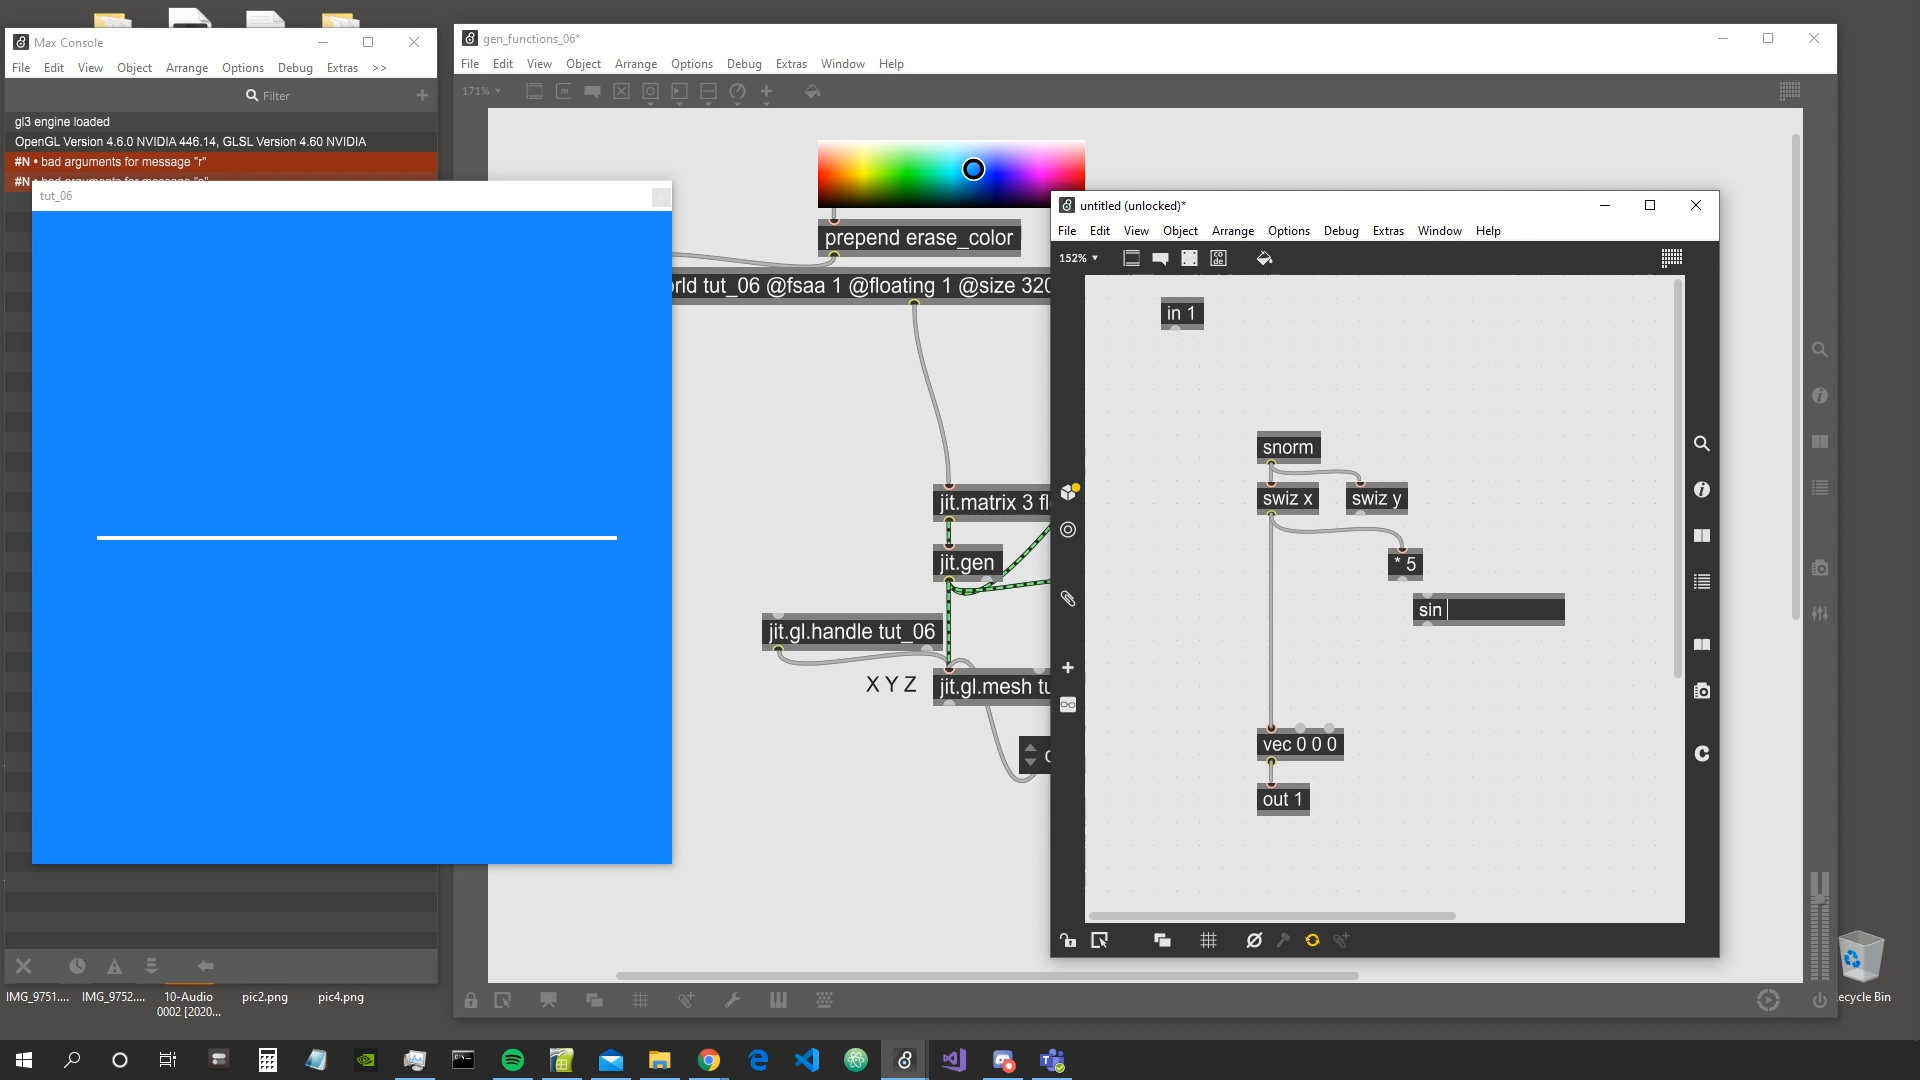 Max Console
File Edit View Object Arrange Options Debug Extras >>
Filter
gl3 engine loaded
OpenGL Version 4.6.0 NVIDIA 446.14, GLSL Version 4.60 NVIDIA
#N • bad arguments for message "r"
#N • bad arguments for message
tut_06
gen_functions_06*
File Edit View Object Arrange Options Debug Extras Window Help
171%
prepend erase_color
rld tut_06 @fsaa 1 @floating 1 @size 320
jit.matrix 3 fl
jit.gen
jit.gl.handle tut_06
X Y Z
jit.gl.mesh tu
untitled (unlocked)*
File Edit View Object Arrange Options Debug Extras Window Help
152%
in 1
snorm
swiz x
swiz y
* 5
sin
vec 0 0 0
out 1
IMG_9751....
IMG_9752....
10-Audio
0002 [2020...
pic2.png
pic4.png
ecycle Bin